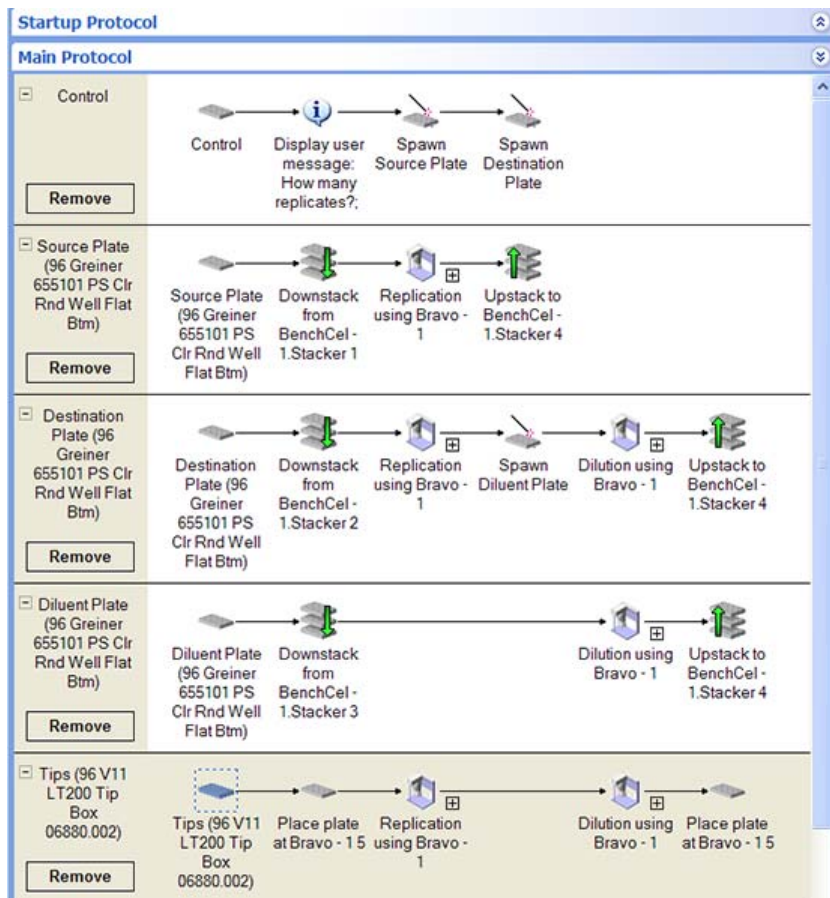 Startup Protocol
Main Protocol
Control
Remove
Control
Display user
message:
How many
replicates?;
Spawn
Source Plate
Spawn
Destination
Plate
Source Plate
(96 Greiner
655101 PS Clr
Rnd Well Flat
Btm)
Remove
Source Plate
(96 Greiner
655101 PS
Clr Rnd Well
Flat Btm)
Downstack
from
BenchCel -
1.Stacker 1
Replication
using Bravo -
1
Upstack to
BenchCel -
1.Stacker 4
Destination
Plate (96
Greiner
655101 PS Clr
Rnd Well Flat
Btm)
Remove
Destination
Plate (96
Greiner
655101 PS
Clr Rnd Well
Flat Btm)
Downstack
from
BenchCel -
1.Stacker 2
Replication
using Bravo -
1
Spawn
Diluent Plate
Dilution using
Bravo - 1
Upstack to
BenchCel -
1.Stacker 4
Diluent Plate
(96 Greiner
655101 PS Clr
Rnd Well Flat
Btm)
Remove
Diluent Plate
(96 Greiner
655101 PS
Clr Rnd Well
Flat Btm)
Downstack
from
BenchCel -
1.Stacker 3
Dilution using
Bravo - 1
Upstack to
BenchCel -
1.Stacker 4
Tips (96 V11
LT200 Tip
Box
06880.002)
Remove
Tips (96 V11
LT200 Tip
Box
06880.002)
Place plate
at Bravo - 1 5
Replication
using Bravo -
1
Dilution using
Bravo - 1
Place plate
at Bravo - 1 5